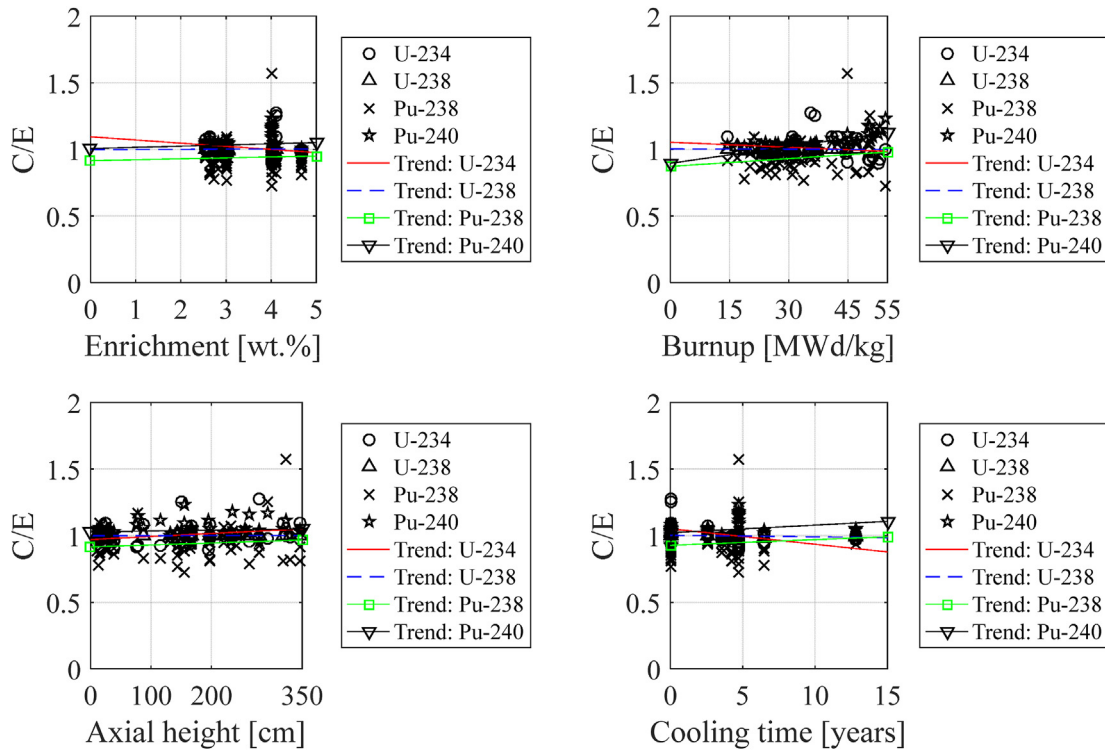 2
1.5
1
0.5
0
C/E
0 1 2 3 4 5
Enrichment [wt.%]
U-234
U-238
Pu-238
Pu-240
Trend: U-234
Trend: U-238
Trend: Pu-238
Trend: Pu-240
2
1.5
1
0.5
0
C/E
0 15 30 45 55
Burnup [MWd/kg]
U-234
U-238
Pu-238
Pu-240
Trend: U-234
Trend: U-238
Trend: Pu-238
Trend: Pu-240
2
1.5
1
0.5
0
C/E
0 100 200 350
Axial height [cm]
U-234
U-238
Pu-238
Pu-240
Trend: U-234
Trend: U-238
Trend: Pu-238
Trend: Pu-240
2
1.5
1
0.5
0
C/E
0 5 10 15
Cooling time [years]
U-234
U-238
Pu-238
Pu-240
Trend: U-234
Trend: U-238
Trend: Pu-238
Trend: Pu-240